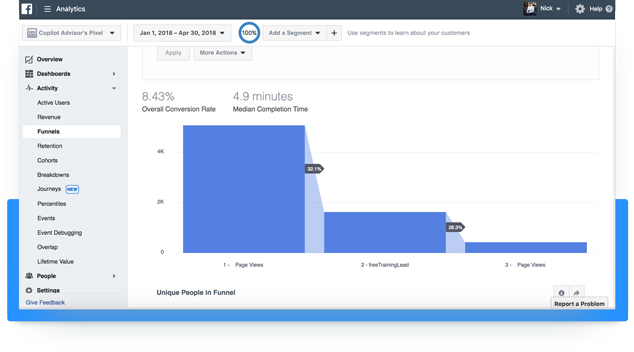 f Analytics Nick Help
Copilot Advisor's Pixel Jan 1, 2018 – Apr 30, 2018 100% Add a Segment + Use segments to learn about your customers
Overview
Dashboards
Activity
Active Users
Revenue
Funnels
Retention
Cohorts
Breakdowns
Journeys NEW
Percentiles
Events
Event Debugging
Overlap
Lifetime Value
People
Settings
Give Feedback
Apply More Actions
8.43% 4.9 minutes
Overall Conversion Rate Median Completion Time
4K
2K
0
32.1%
26.3%
1 - Page Views 2 - freeTrainingLead 3 - Page Views
Unique People in Funnel
Report a Problem